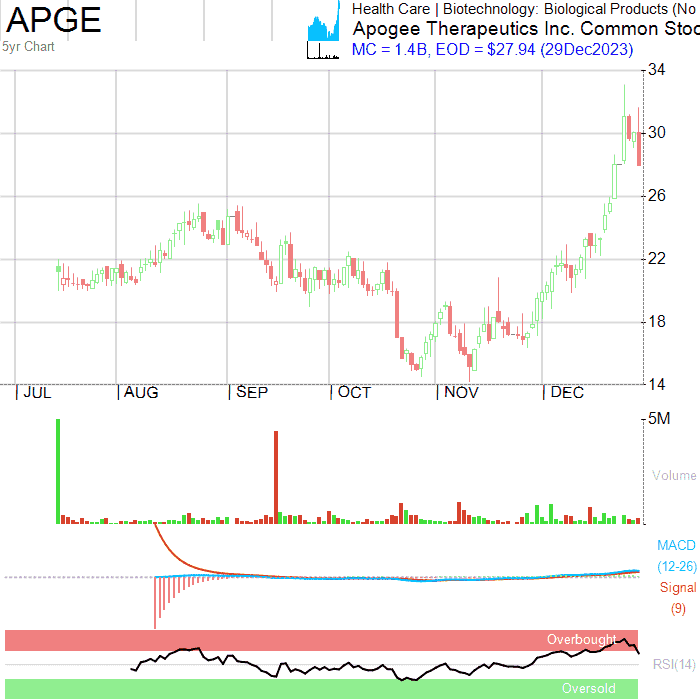 APGE
5yr Chart
Health Care | Biotechnology: Biological Products (No
Apogee Therapeutics Inc. Common Stoc
MC = 1.4B, EOD = $27.94 (29Dec2023)
34
30
26
22
18
14
| JUL | AUG | SEP | OCT | NOV | DEC
5M
Volume
MACD
(12-26)
Signal
(9)
Overbought
RSI(14)
Oversold